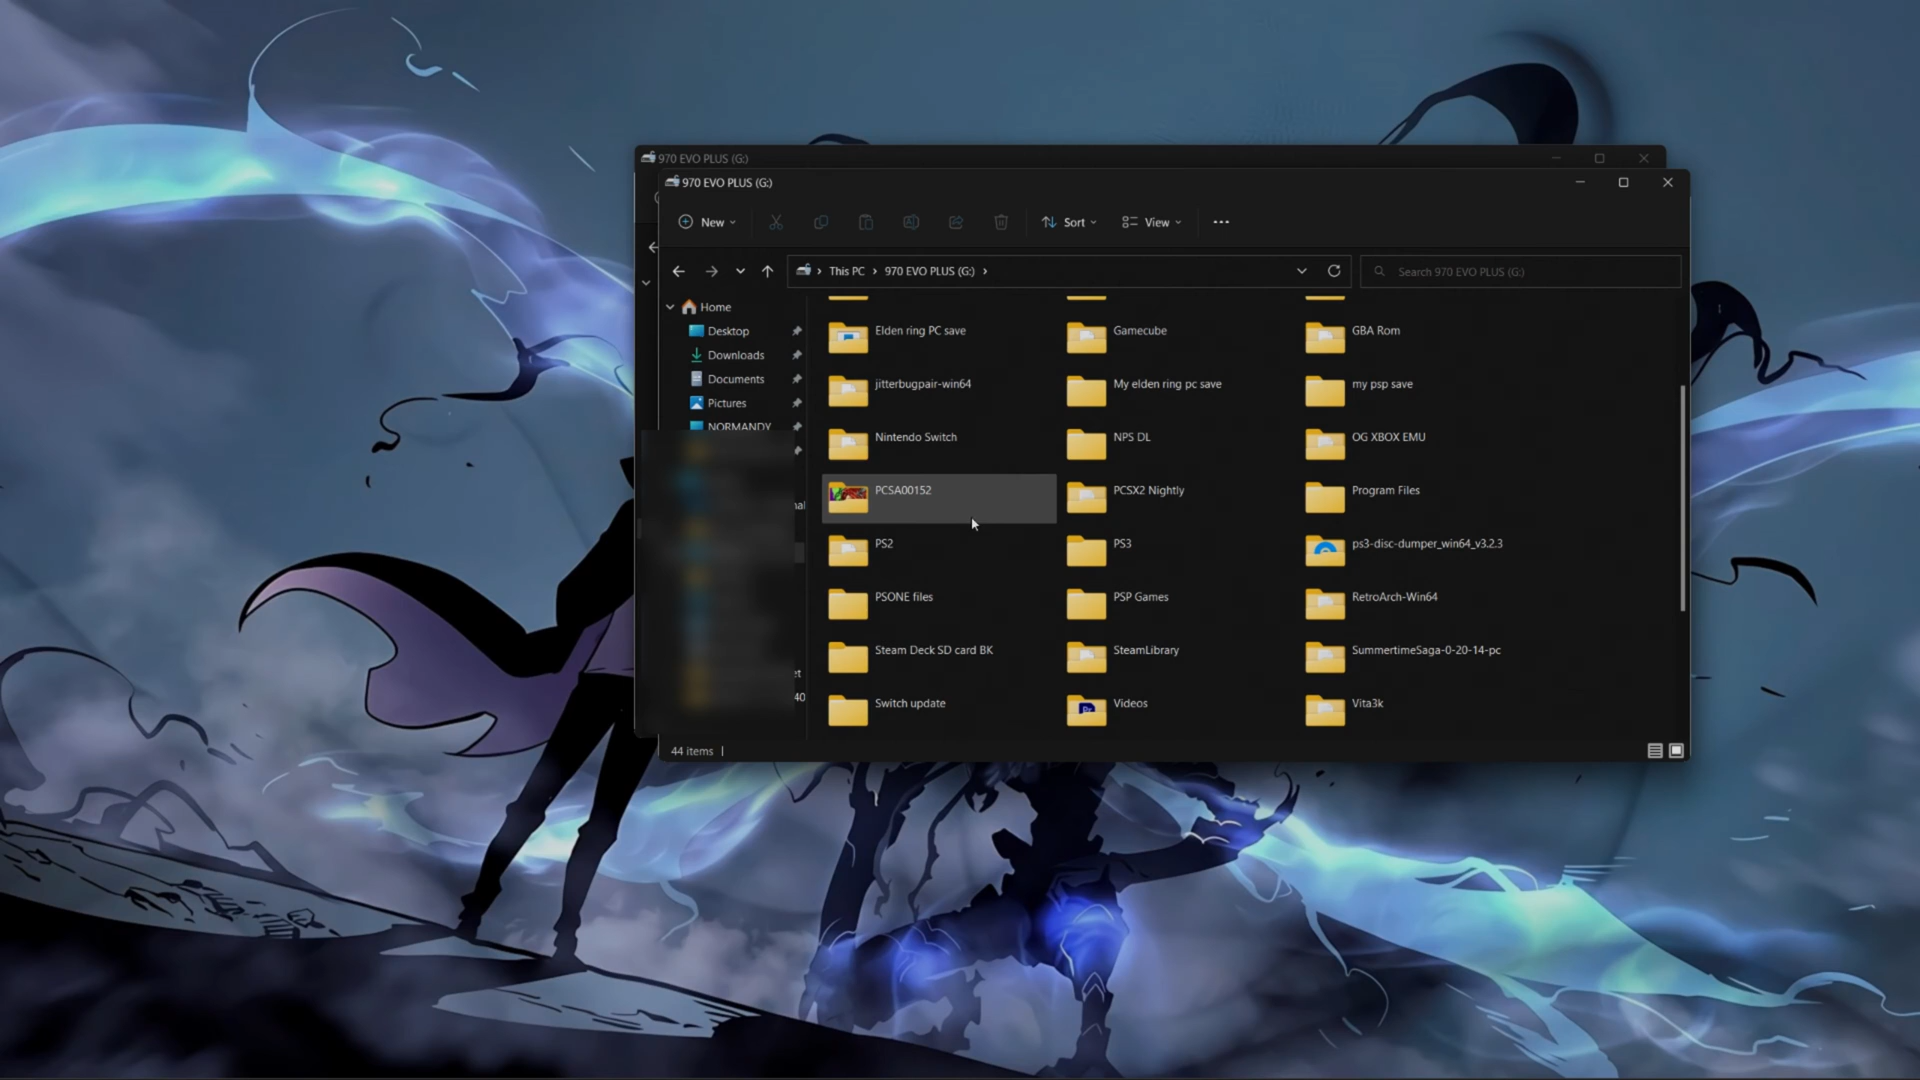 970 EVO PLUS (G:)
970 EVO PLUS (G:)
New
Sort
View
This PC
970 EVO PLUS (G:)
Search 970 EVO PLUS (G:)
Home
Desktop
Downloads
Documents
Pictures
NORMANDY
Elden ring PC save
Gamecube
GBA Rom
jitterbugpair-win64
My elden ring pc save
my psp save
Nintendo Switch
NPS DL
OG XBOX EMU
PCSA00152
PCSX2 Nightly
Program Files
PS2
PS3
ps3-disc-dumper_win64_v3.2.3
PSONE files
PSP Games
RetroArch-Win64
Steam Deck SD card BK
SteamLibrary
SummertimeSaga-0-20-14-pc
Switch update
Videos
Vita3k
40
44 items